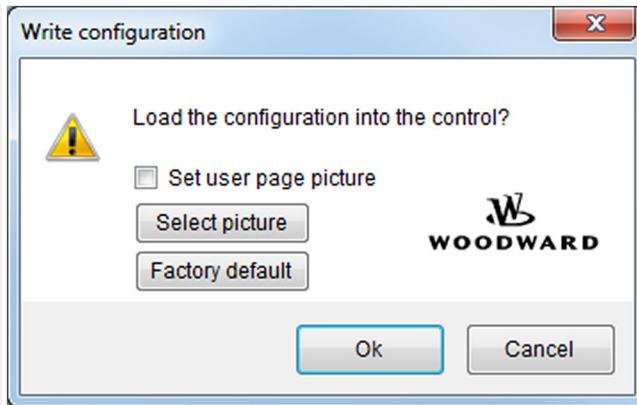 Write configuration
Load the configuration into the control?
Set user page picture
Select picture
WOODWARD
Factory default
Ok
Cancel